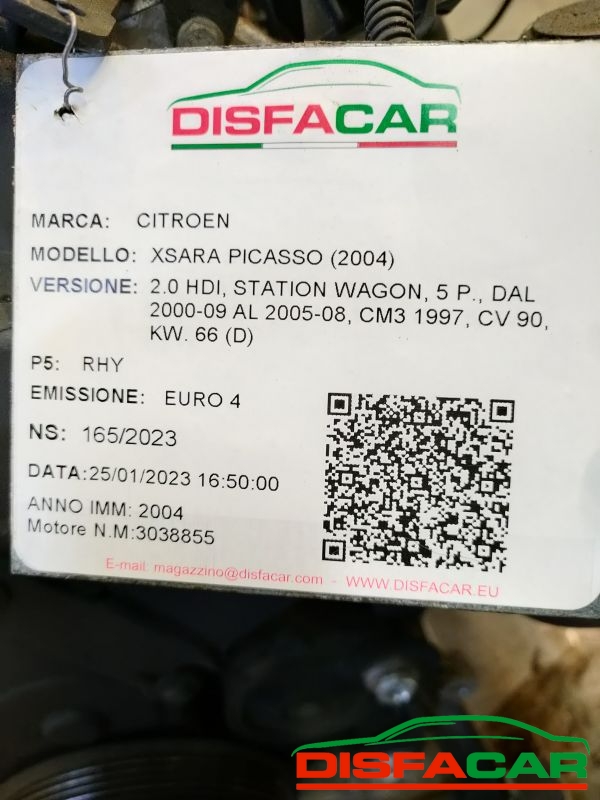 DISFACAR
MARCA: CITROEN
MODELLO: XSARA PICASSO (2004)
VERSIONE: 2.0 HDI, STATION WAGON, 5 P., DAL
2000-09 AL 2005-08, CM3 1997, CV 90,
KW. 66 (D)
P5: RHY
EMISSIONE: EURO 4
NS: 165/2023
DATA:25/01/2023 16:50:00
ANNO IMM: 2004
Motore N.M:3038855
E-mail: magazzino@disfacar.com - WWW.DISFACAR.EU
DISFACAR